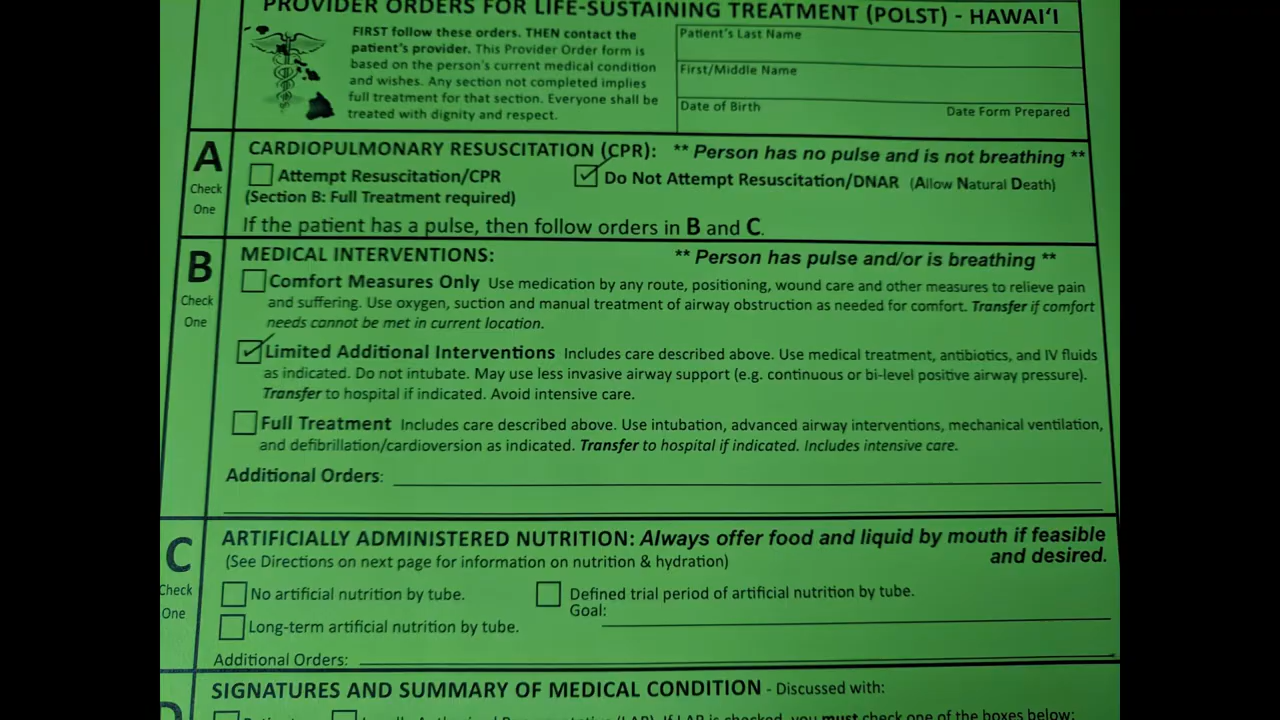 PROVIDER ORDERS FOR LIFE-SUSTAINING TREATMENT (POLST) - HAWAI‘I
FIRST follow these orders. THEN contact the
patient's provider. This Provider Order form is
based on the person's current medical condition
and wishes. Any section not completed implies
full treatment for that section. Everyone shall be
treated with dignity and respect.
Patient's Last Name
First/Middle Name
Date of Birth
Date Form Prepared
A
Check
One
CARDIOPULMONARY RESUSCITATION (CPR): ** Person has no pulse and is not breathing **
Attempt Resuscitation/CPR
(Section B: Full Treatment required)
Do Not Attempt Resuscitation/DNAR (Allow Natural Death)
If the patient has a pulse, then follow orders in B and C.
B
Check
One
MEDICAL INTERVENTIONS: ** Person has pulse and/or is breathing **
Comfort Measures Only Use medication by any route, positioning, wound care and other measures to relieve pain
and suffering. Use oxygen, suction and manual treatment of airway obstruction as needed for comfort. Transfer if comfort
needs cannot be met in current location.
Limited Additional Interventions Includes care described above. Use medical treatment, antibiotics, and IV fluids
as indicated. Do not intubate. May use less invasive airway support (e.g. continuous or bi-level positive airway pressure).
Transfer to hospital if indicated. Avoid intensive care.
Full Treatment Includes care described above. Use intubation, advanced airway interventions, mechanical ventilation,
and defibrillation/cardioversion as indicated. Transfer to hospital if indicated. Includes intensive care.
Additional Orders:
C
Check
One
ARTIFICIALLY ADMINISTERED NUTRITION: Always offer food and liquid by mouth if feasible
and desired.
(See Directions on next page for information on nutrition & hydration)
No artificial nutrition by tube.
Defined trial period of artificial nutrition by tube.
Goal:
Long-term artificial nutrition by tube.
Additional Orders:
SIGNATURES AND SUMMARY OF MEDICAL CONDITION - Discussed with:
you must check one of the boxes below: